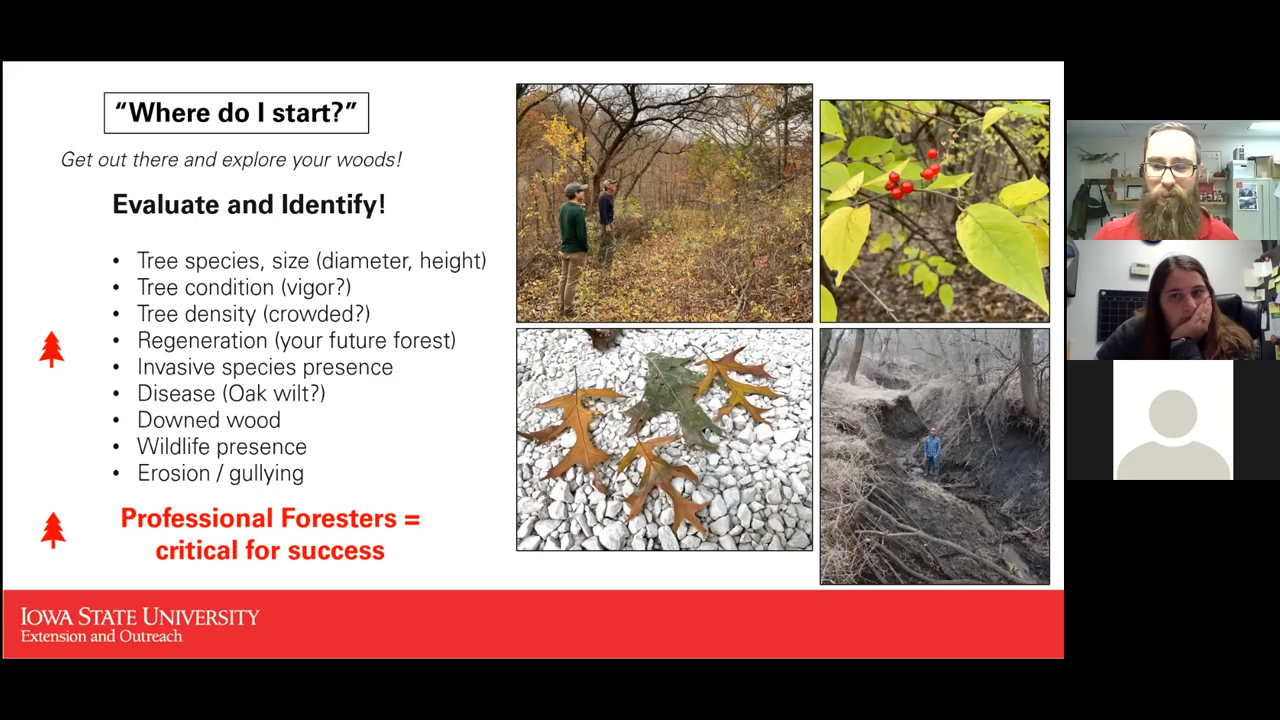 “Where do I start?”
Get out there and explore your woods!
Evaluate and Identify!
• Tree species, size (diameter, height)
• Tree condition (vigor?)
• Tree density (crowded?)
• Regeneration (your future forest)
• Invasive species presence
• Disease (Oak wilt?)
• Downed wood
• Wildlife presence
• Erosion / gullying
Professional Foresters =
critical for success
IOWA STATE UNIVERSITY
Extension and Outreach